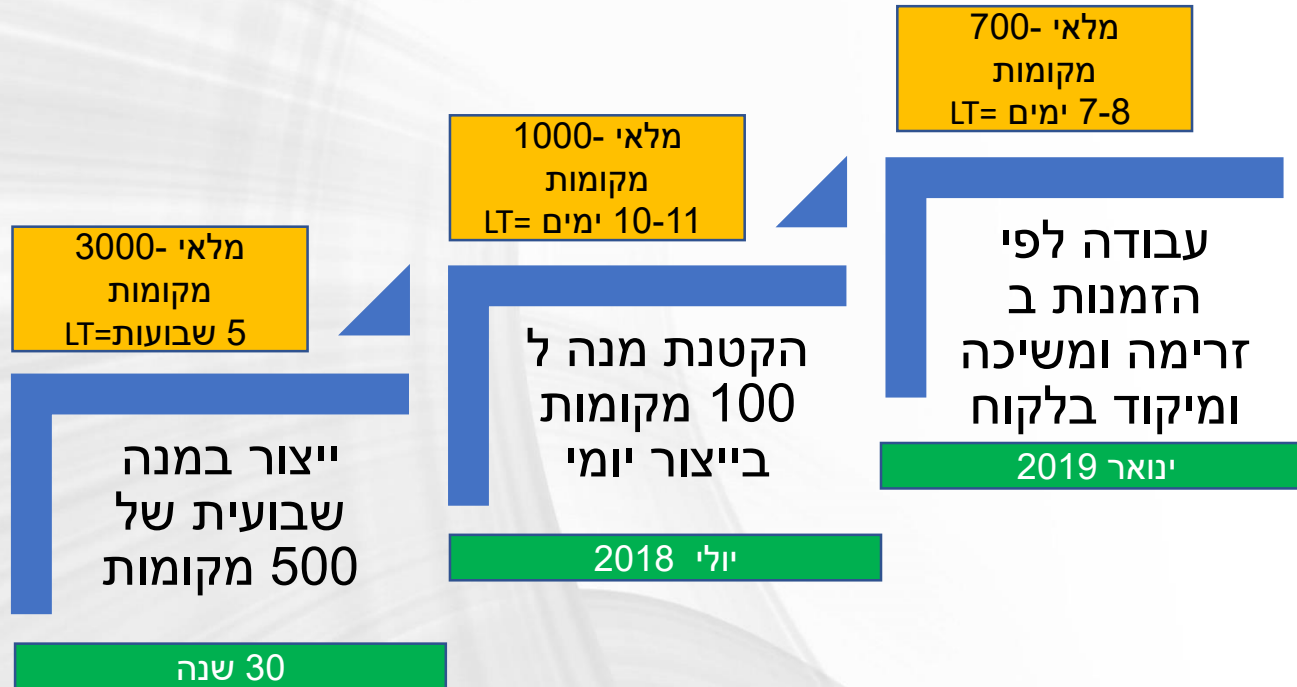 מלאי -3000
מקומות
5 שבועות=LT
ייצור במנה
שבועית של
500 מקומות
30 שנה
מלאי -1000
מקומות
10-11 ימים =LT
הקטנת מנה ל
100 מקומות
בייצור יומי
יולי 2018
מלאי -700
מקומות
7-8 ימים =LT
עבודה לפי
הזמנות ב
זרימה ומשיכה
ומיקוד בלקוח
ינואר 2019